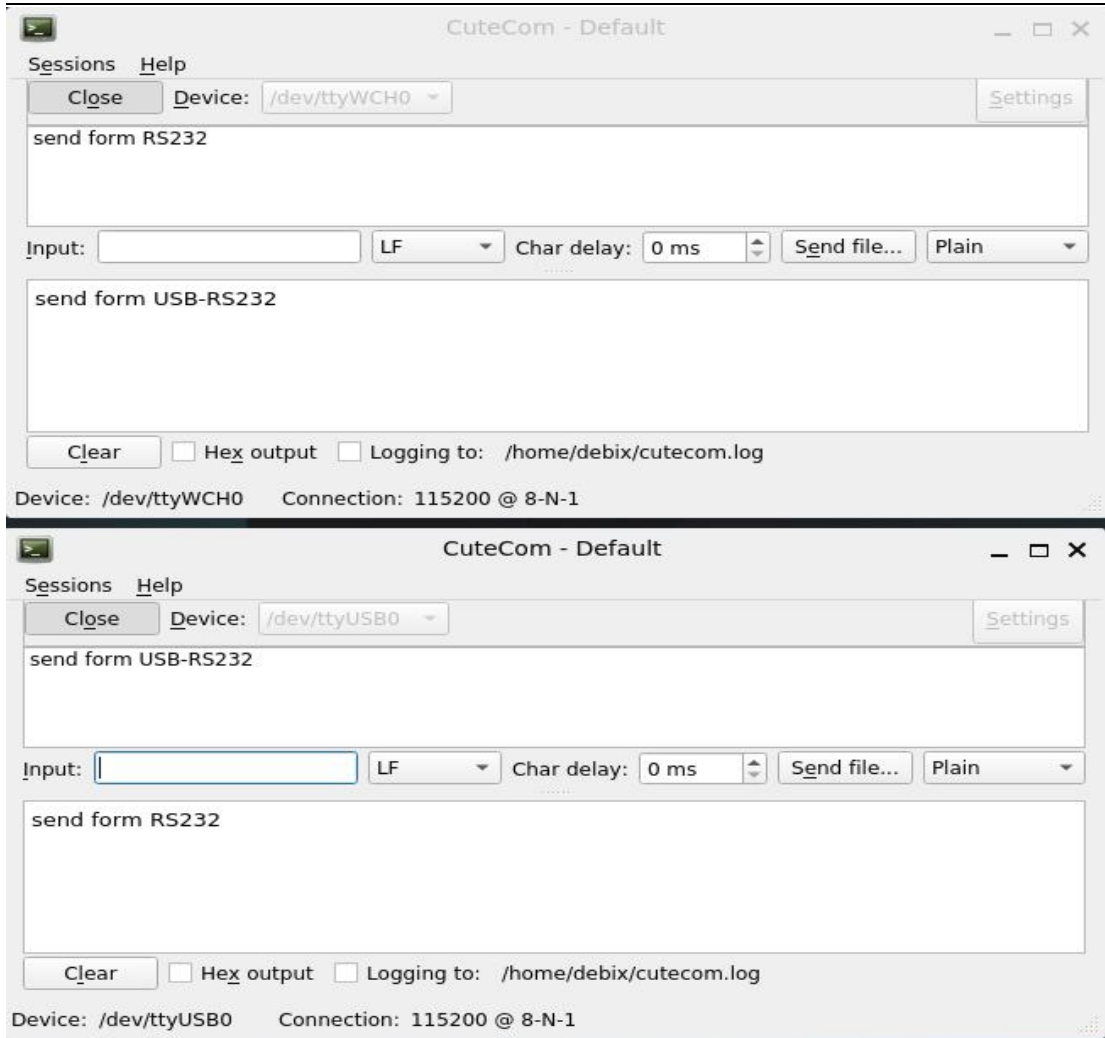 CuteCom - Default
Sessions Help
Close Device: /dev/ttyWCH0 Settings
send form RS232
Input: LF Char delay: 0 ms Send file... Plain
send form USB-RS232
Clear Hex output Logging to: /home/debix/cutecom.log
Device: /dev/ttyWCH0 Connection: 115200 @ 8-N-1
CuteCom - Default
Sessions Help
Close Device: /dev/ttyUSB0 Settings
send form USB-RS232
Input: LF Char delay: 0 ms Send file... Plain
send form RS232
Clear Hex output Logging to: /home/debix/cutecom.log
Device: /dev/ttyUSB0 Connection: 115200 @ 8-N-1